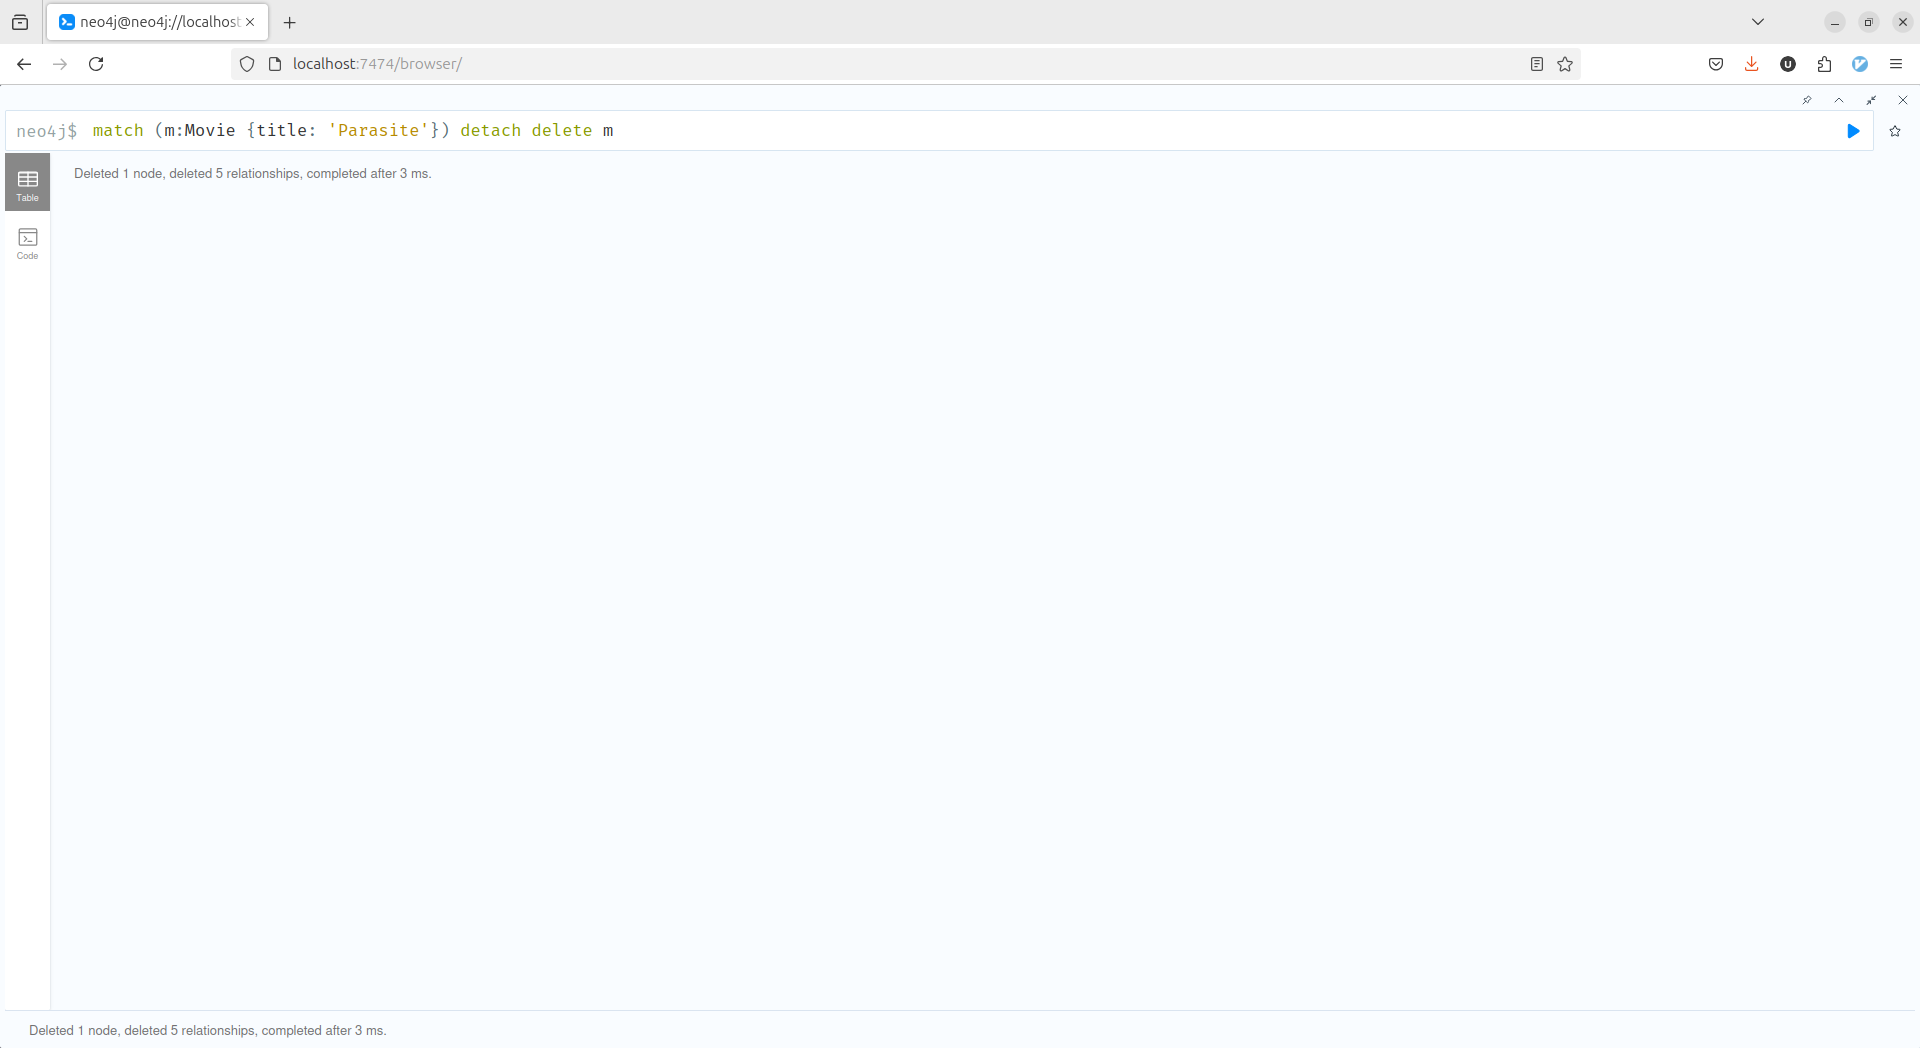 neo4j@neo4j://localhost
localhost:7474/browser/
neo4j$ match (m:Movie {title: 'Parasite'}) detach delete m
Table
Deleted 1 node, deleted 5 relationships, completed after 3 ms.
Code
Deleted 1 node, deleted 5 relationships, completed after 3 ms.